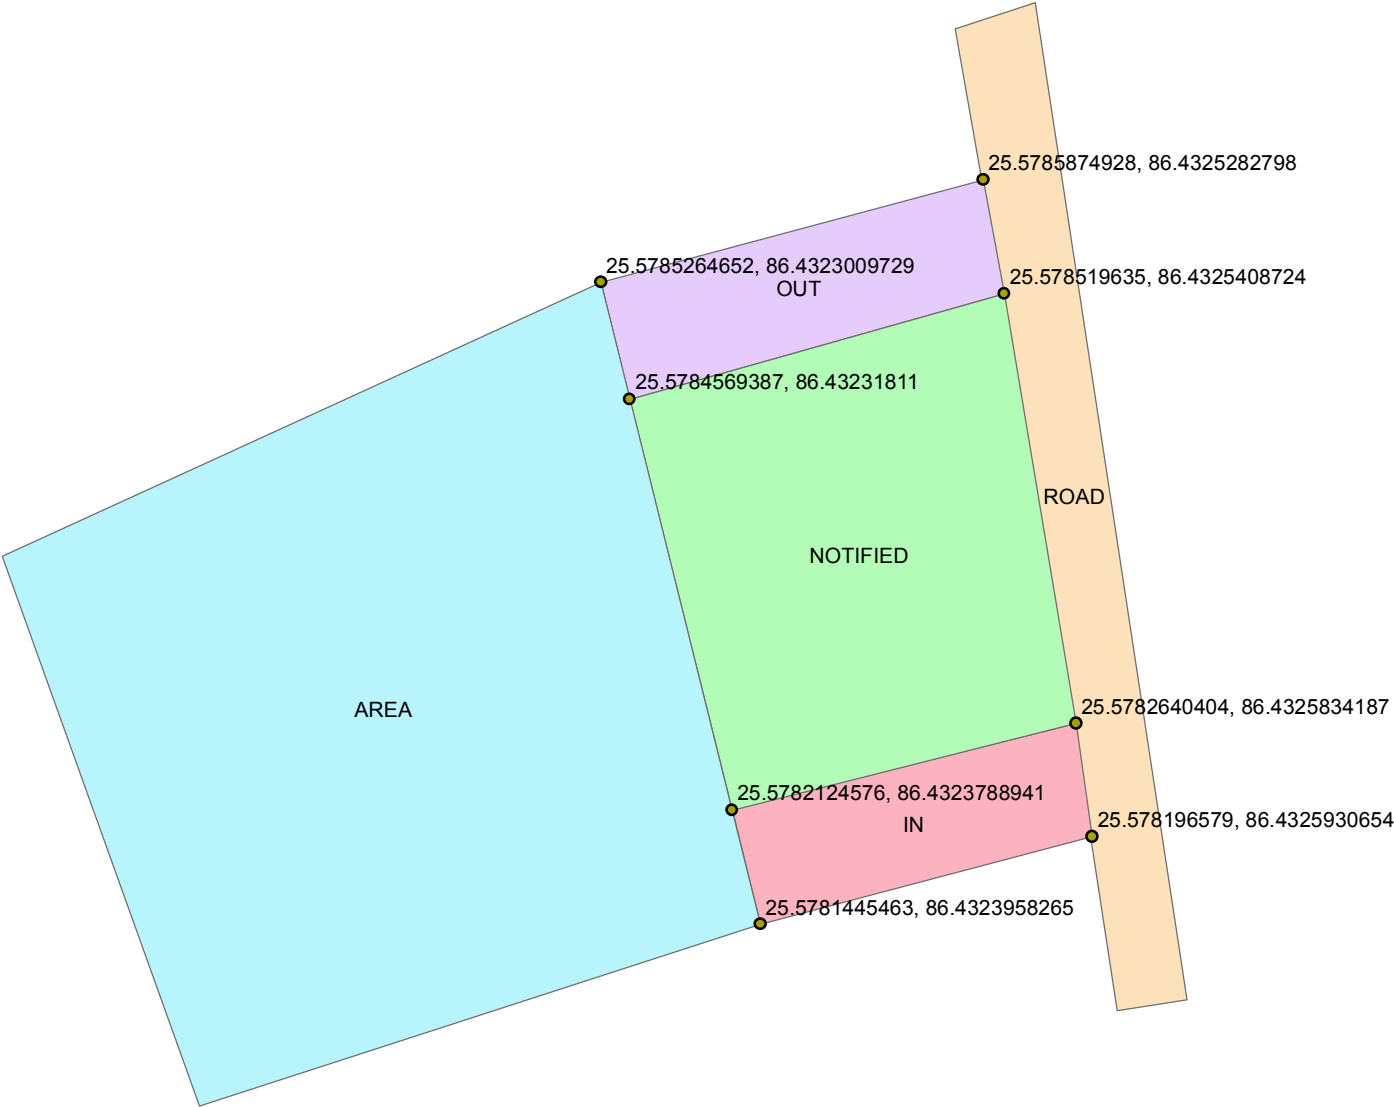 25.5785874928, 86.4325282798
25.5785264652, 86.4323009729
25.578519635, 86.4325408724
OUT
25.5784569387, 86.43231811
ROAD
NOTIFIED
AREA
25.5782640404, 86.4325834187
25.5782124576, 86.4323788941
IN
25.578196579, 86.4325930654
25.5781445463, 86.4323958265